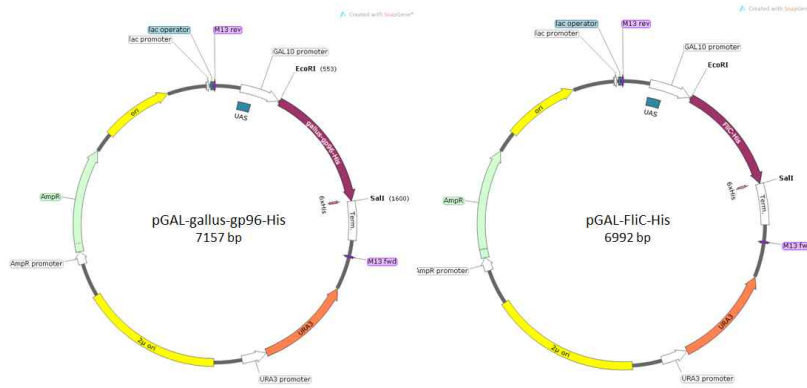 Created with SnapGene®
lac operator
M13 rev
lac promoter
GAL10 promoter
EcoRI (553)
UAS
ori
gallus-gp96-His
AmpR
6xHis
SalI (1600)
Term.
pGAL-gallus-gp96-His
7157 bp
AmpR promoter
M13 fwd
2μ ori
URA3
URA3 promoter
Created with SnapGene
lac operator
M13 rev
lac promoter
GAL10 promoter
EcoRI
UAS
ori
FliC-His
AmpR
6xHis
SalI
Term.
pGAL-FliC-His
6992 bp
AmpR promoter
M13 fw
2μ ori
URA3
URA3 promoter